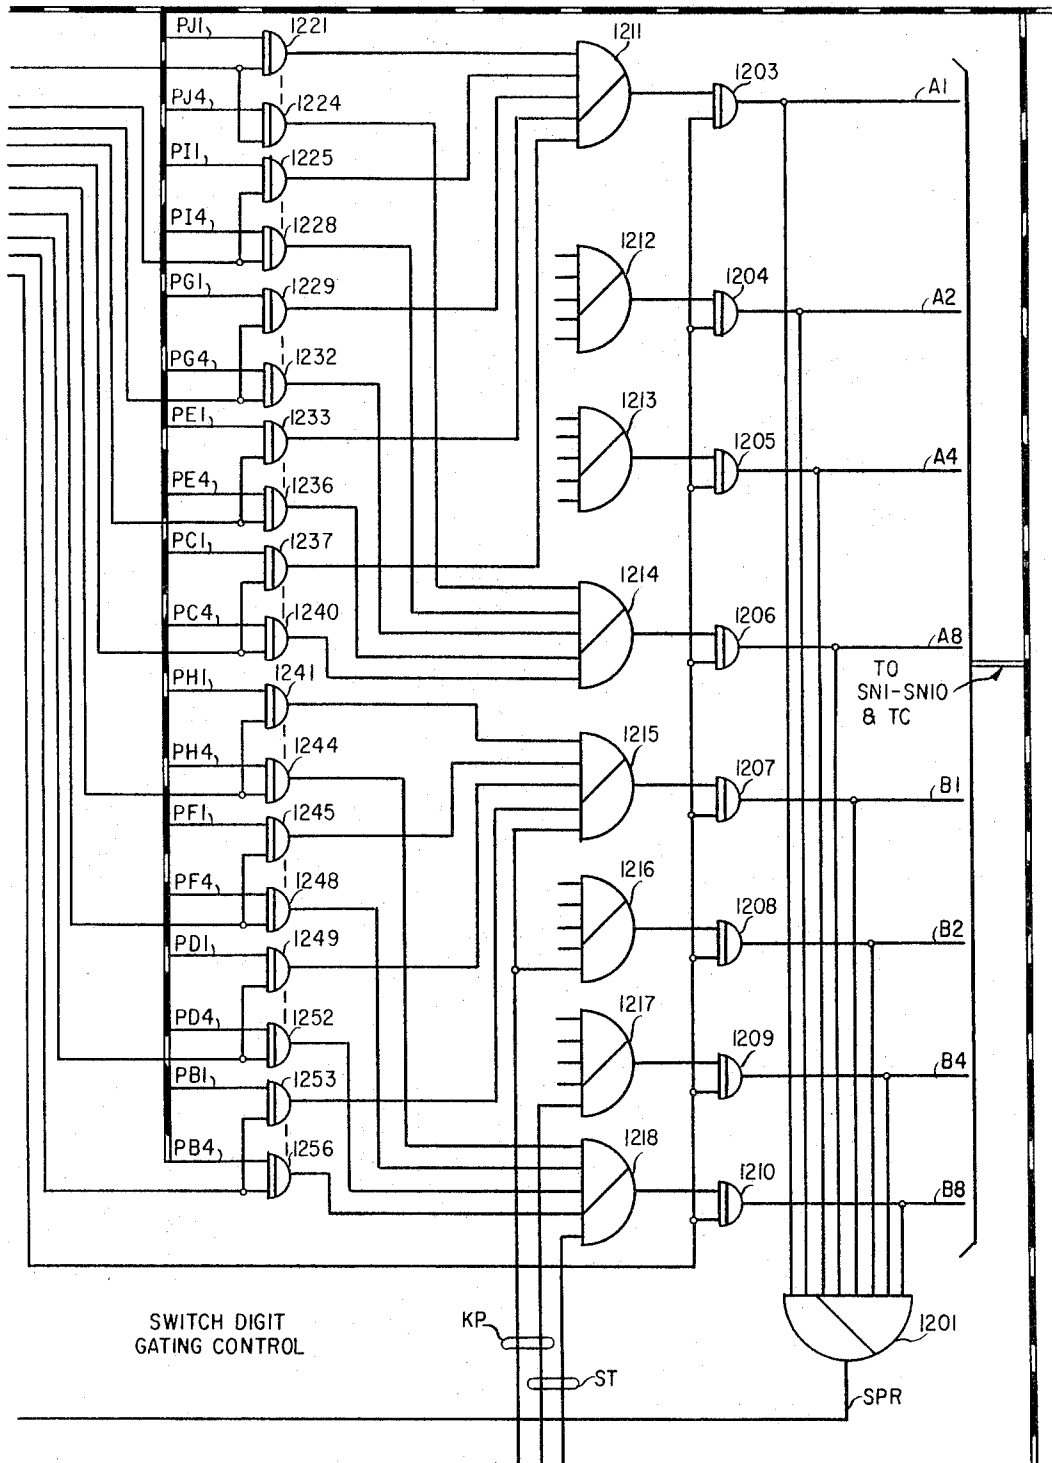 PJ1 1221
PJ4 1224
PI1 1225
PI4 1228
PG1 1229
PG4 1232
PE1 1233
PE4 1236
PC1 1237
PC4 1240
PH1 1241
PH4 1244
PF1 1245
PF4 1248
PD1 1249
PD4 1252
PB1 1253
PB4 1256
1211
1212
1213
1214
1215
1216
1217
1218
1203 A1
1204 A2
1205 A4
1206 A8
TO
SN1-SN10
& TC
1207 B1
1208 B2
1209 B4
1210 B8
SWITCH DIGIT
GATING CONTROL
KP
ST
1201
SPR